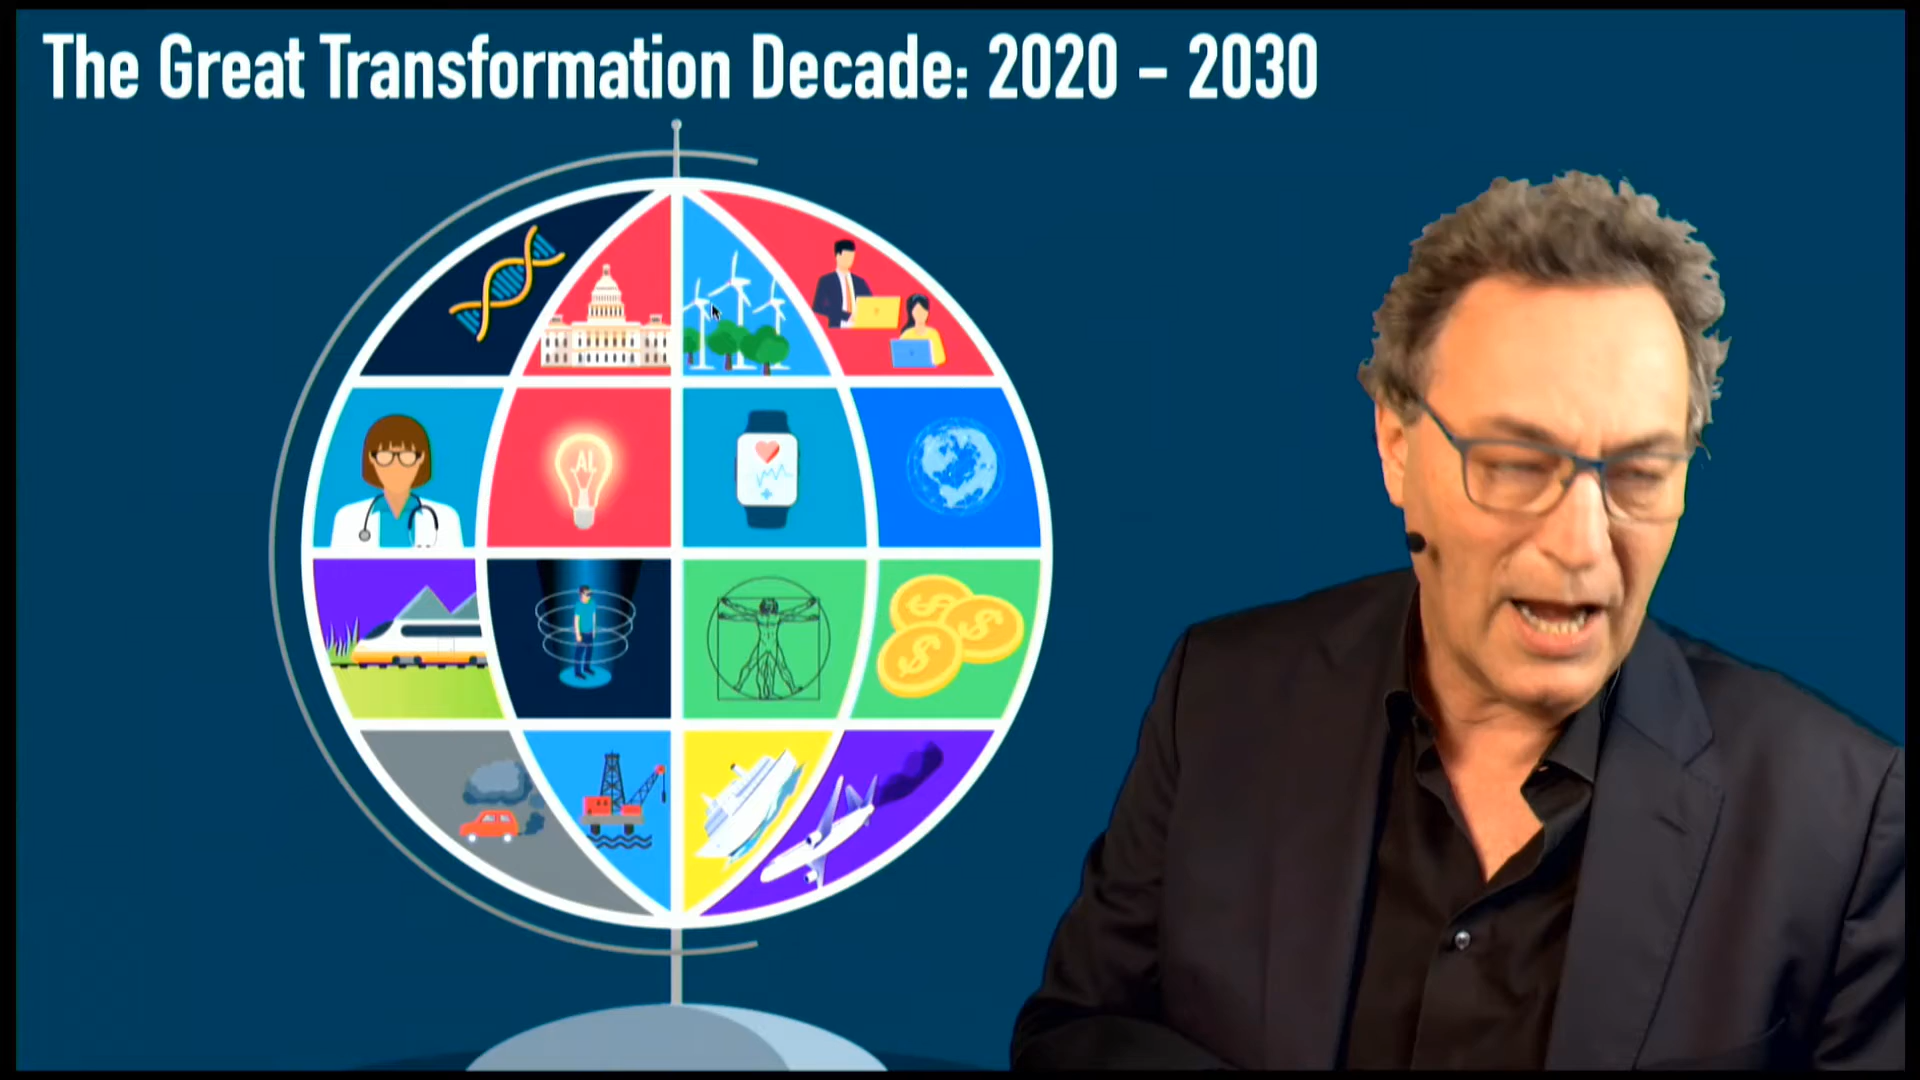 The Great Transformation Decade: 2020 – 2030
AI
$ $
$